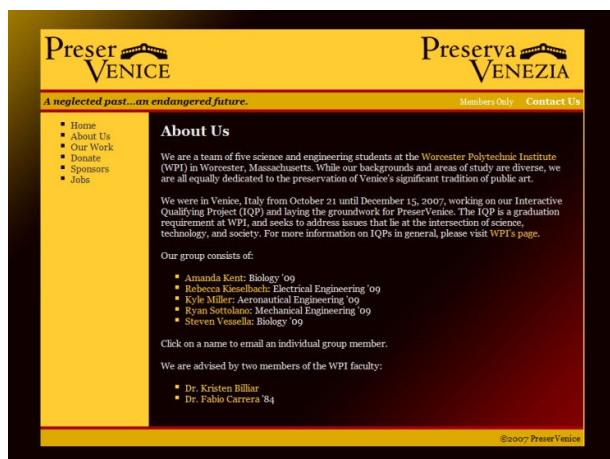 Preser
VENICE
Preserva
VENEZIA
A neglected past...an endangered future.
Members Only Contact Us
Home
About Us
Our Work
Donate
Sponsors
Jobs
About Us
We are a team of five science and engineering students at the Worcester Polytechnic Institute
(WPI) in Worcester, Massachusetts. While our backgrounds and areas of study are diverse, we
are all equally dedicated to the preservation of Venice's significant tradition of public art.
We were in Venice, Italy from October 21 until December 15, 2007, working on our Interactive
Qualifying Project (IQP) and laying the groundwork for PreserVenice. The IQP is a graduation
requirement at WPI, and seeks to address issues that lie at the intersection of science,
technology, and society. For more information on IQPs in general, please visit WPI's page.
Our group consists of:
Amanda Kent: Biology '09
Rebecca Kieselbach: Electrical Engineering '09
Kyle Miller: Aeronautical Engineering '09
Ryan Sottolano: Mechanical Engineering '09
Steven Vessella: Biology '09
Click on a name to email an individual group member.
We are advised by two members of the WPI faculty:
Dr. Kristen Billiar
Dr. Fabio Carrera '84
©2007 PreserVenice